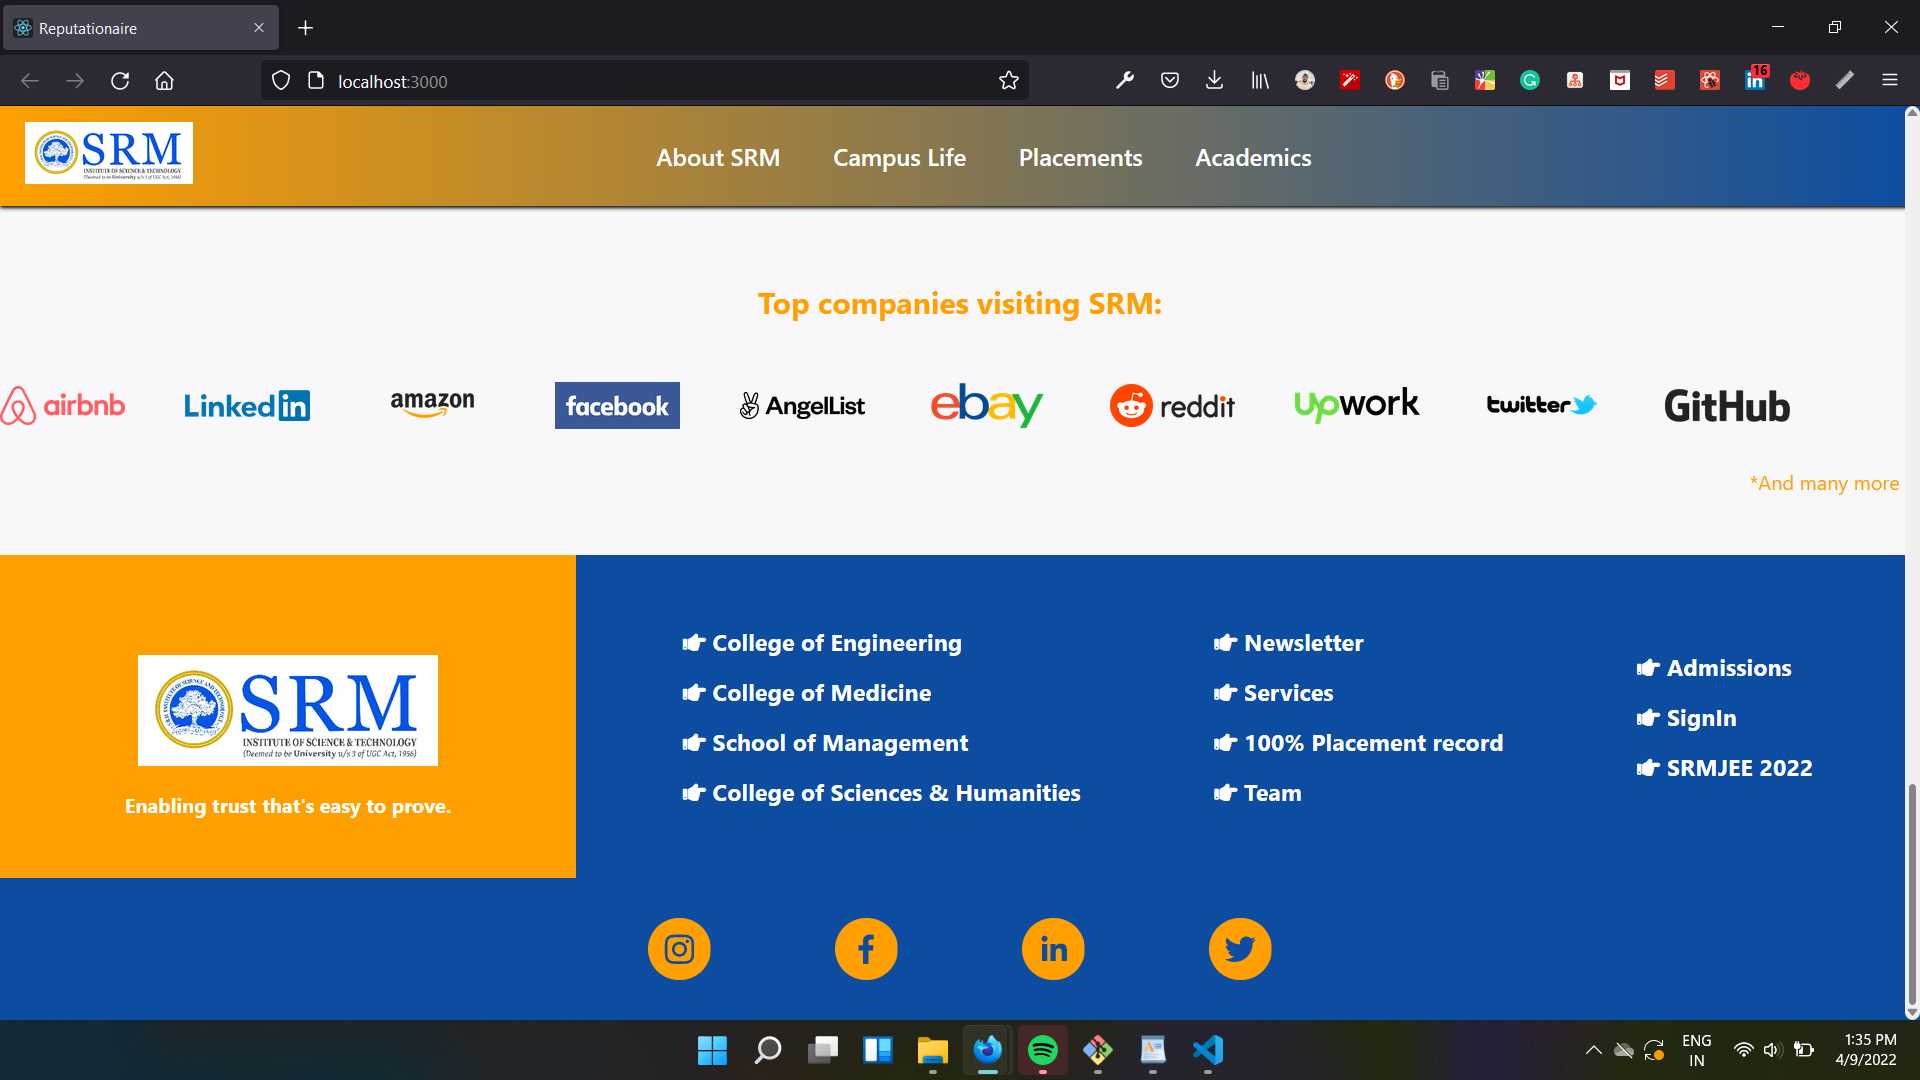 Reputationaire
localhost:3000
16
SRM
INSTITUTE OF SCIENCE & TECHNOLOGY
(Deemed to be University u/s 3 of UGC Act, 1956)
About SRM
Campus Life
Placements
Academics
Top companies visiting SRM:
airbnb
Linked in
amazon
facebook
AngelList
ebay
reddit
upwork
twitter
GitHub
*And many more
SRM
INSTITUTE OF SCIENCE & TECHNOLOGY
(Deemed to be University u/s 3 of UGC Act, 1956)
Enabling trust that's easy to prove.
College of Engineering
College of Medicine
School of Management
College of Sciences & Humanities
Newsletter
Services
100% Placement record
Team
Admissions
SignIn
SRMJEE 2022
ENG
IN
1:35 PM
4/9/2022